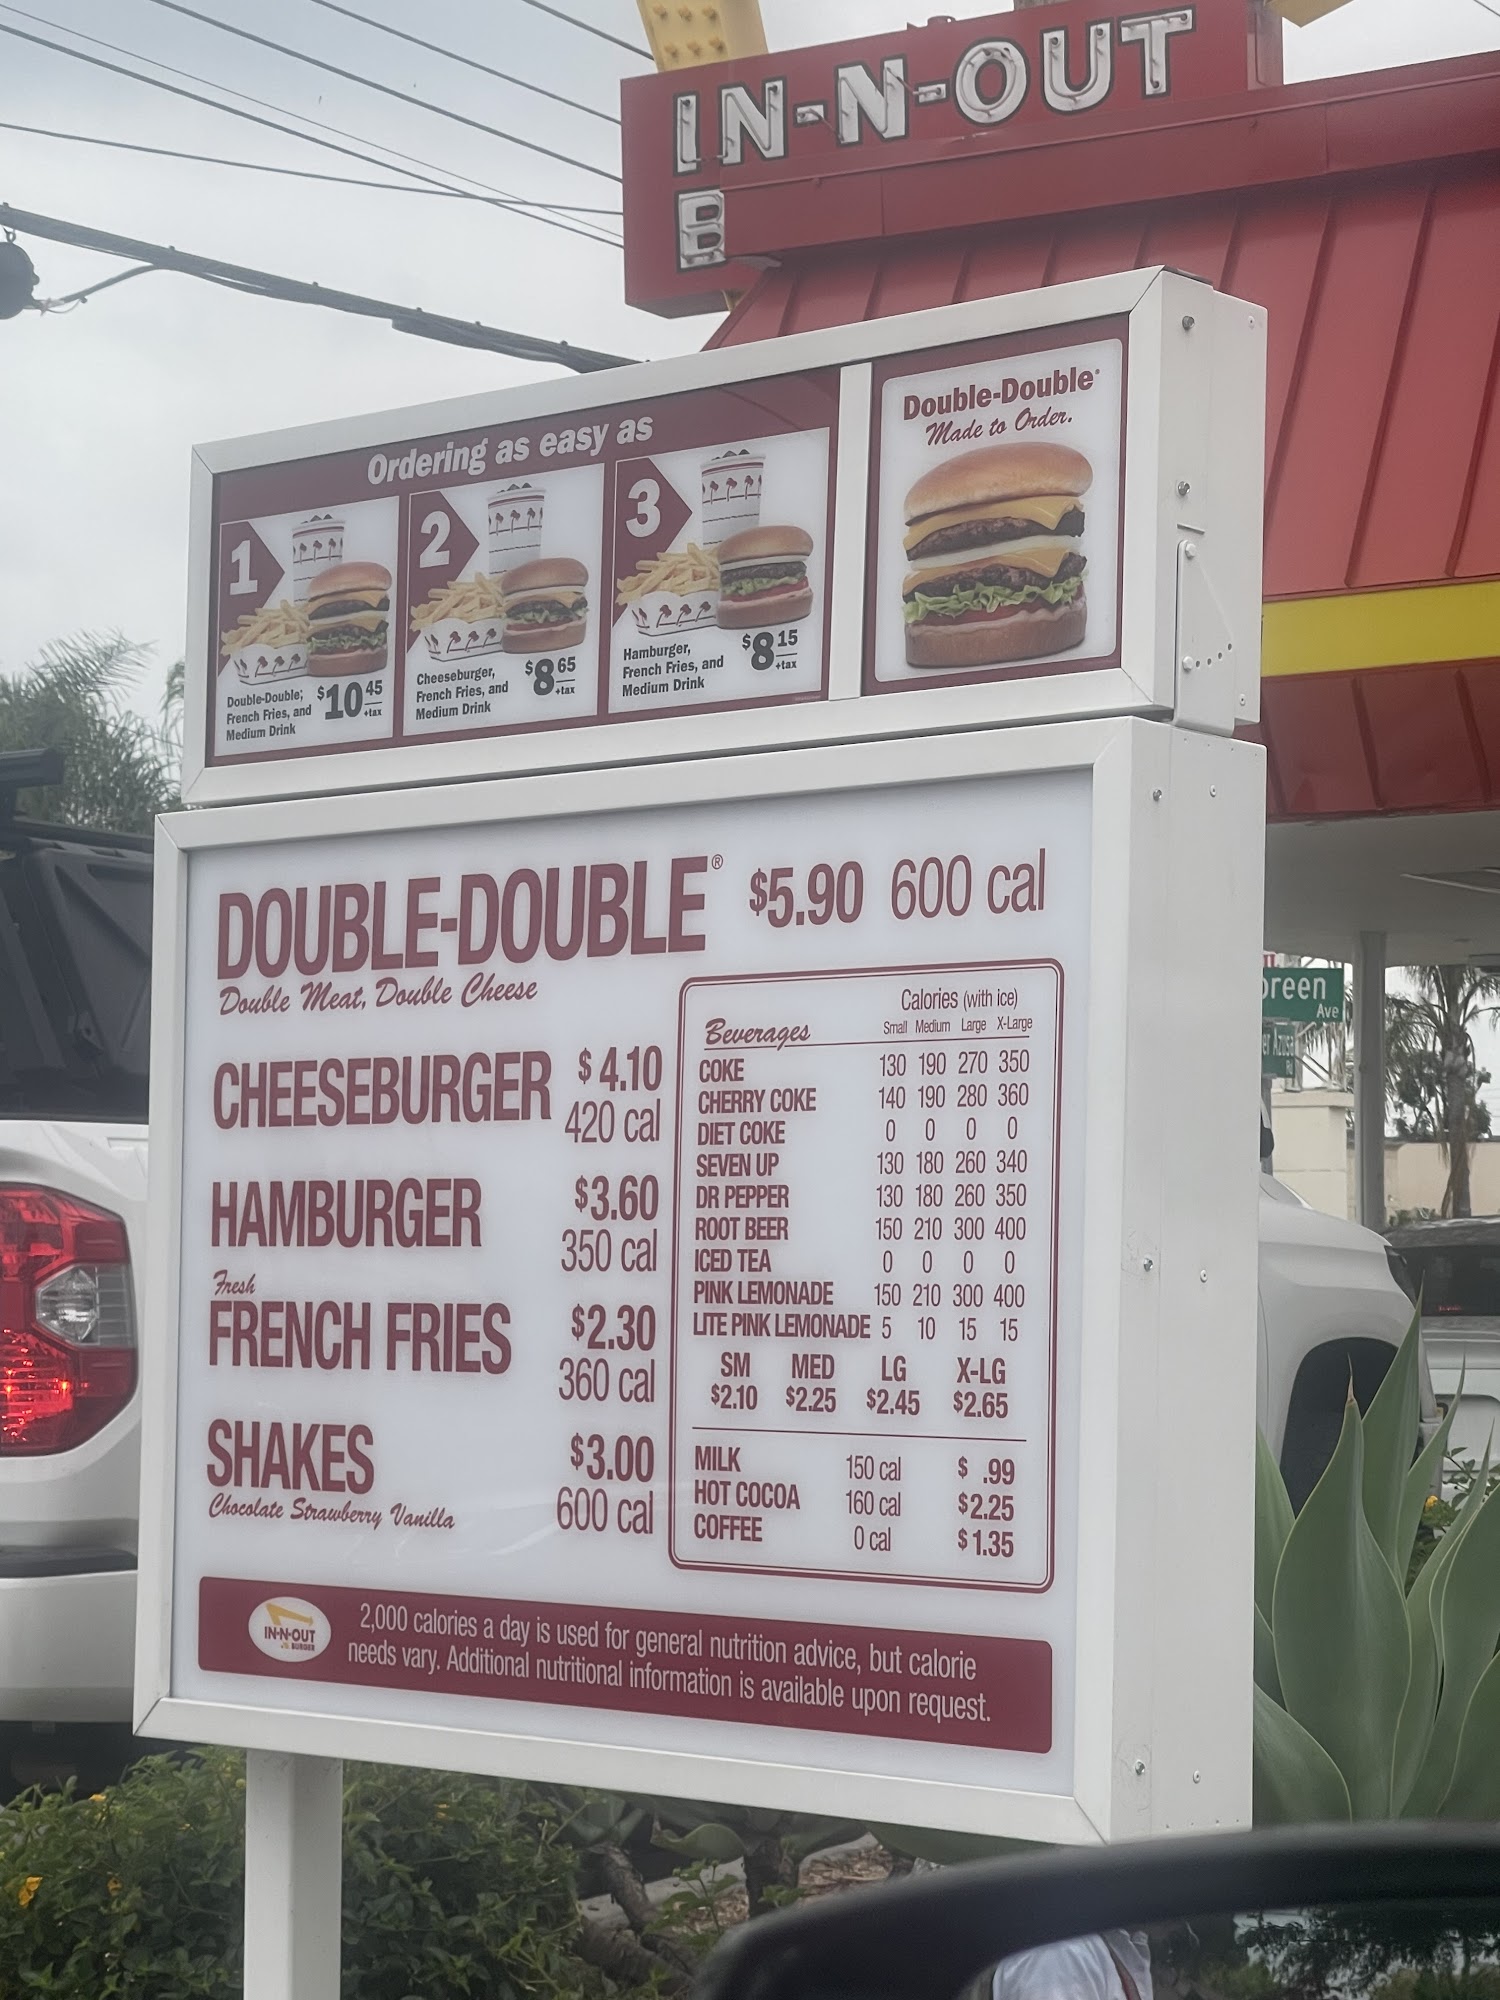 IN-N-OUT
B
Ordering as easy as
1
Double-Double,
French Fries, and
Medium Drink
$10 45
+tax
2
Cheeseburger,
French Fries, and
Medium Drink
$8 65
+tax
3
Hamburger,
French Fries, and
Medium Drink
$8 15
+tax
Double-Double®
Made to Order.
DOUBLE-DOUBLE® $5.90 600 cal
Double Meat, Double Cheese
CHEESEBURGER $4.10
420 cal
HAMBURGER $3.60
350 cal
Fresh
FRENCH FRIES $2.30
360 cal
SHAKES $3.00
Chocolate Strawberry Vanilla 600 cal
Calories (with ice)
Beverages Small Medium Large X-Large
COKE 130 190 270 350
CHERRY COKE 140 190 280 360
DIET COKE 0 0 0 0
SEVEN UP 130 180 260 340
DR PEPPER 130 180 260 350
ROOT BEER 150 210 300 400
ICED TEA 0 0 0 0
PINK LEMONADE 150 210 300 400
LITE PINK LEMONADE 5 10 15 15
SM MED LG X-LG
$2.10 $2.25 $2.45 $2.65
MILK 150 cal $ .99
HOT COCOA 160 cal $2.25
COFFEE 0 cal $1.35
IN-N-OUT
BURGER
2,000 calories a day is used for general nutrition advice, but calorie
needs vary. Additional nutritional information is available upon request.
reen
Ave